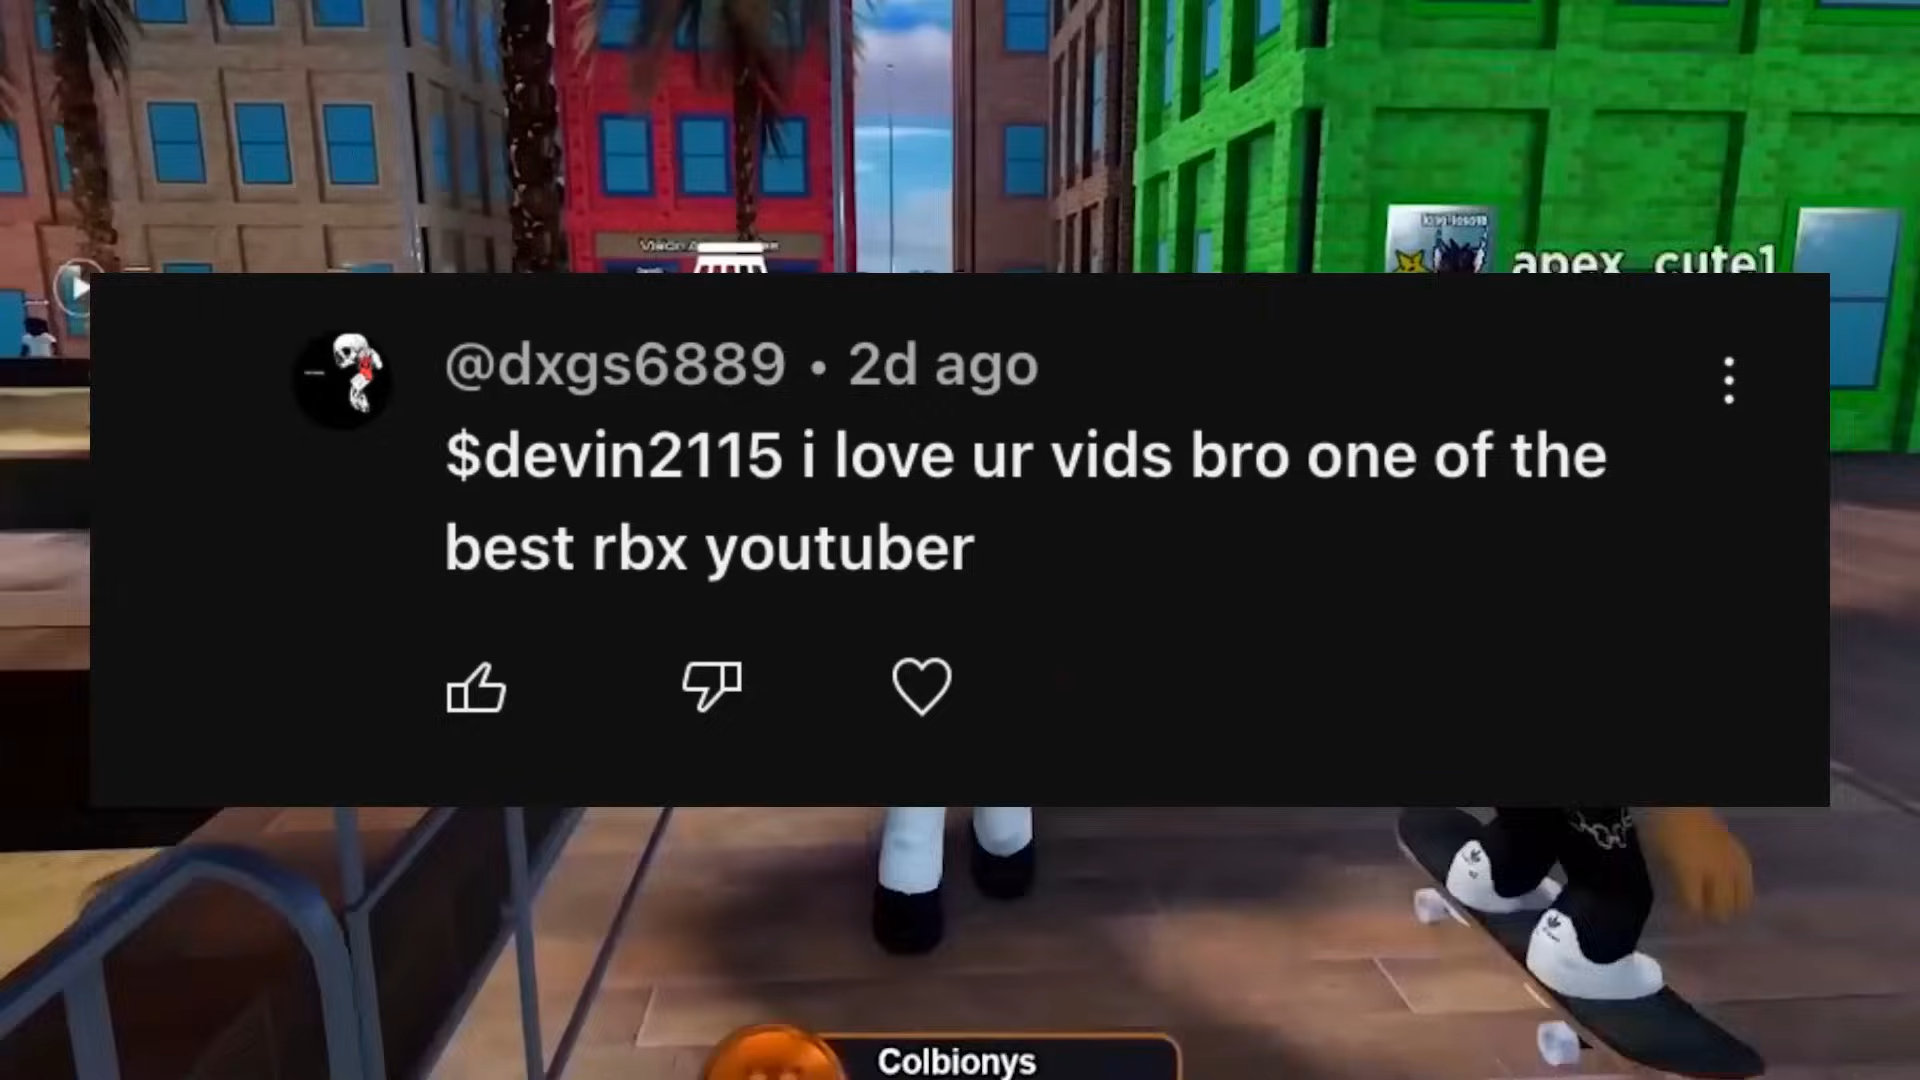 apex_cute1
@dxgs6889 • 2d ago
$devin2115 i love ur vids bro one of the
best rbx youtuber
Colbionys